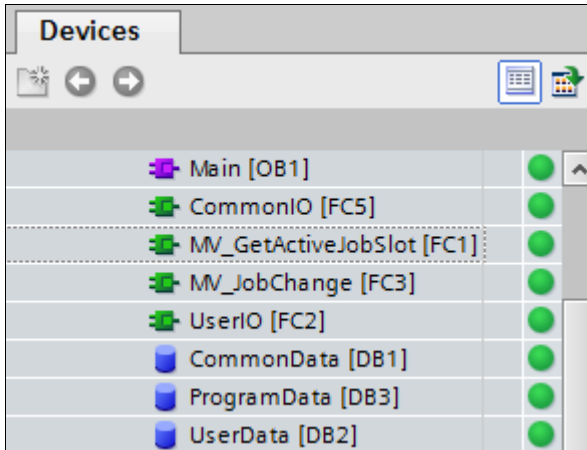 Devices
Main [OB1]
CommonIO [FC5]
MV_GetActiveJobSlot [FC1]
MV_JobChange [FC3]
UserIO [FC2]
CommonData [DB1]
ProgramData [DB3]
UserData [DB2]